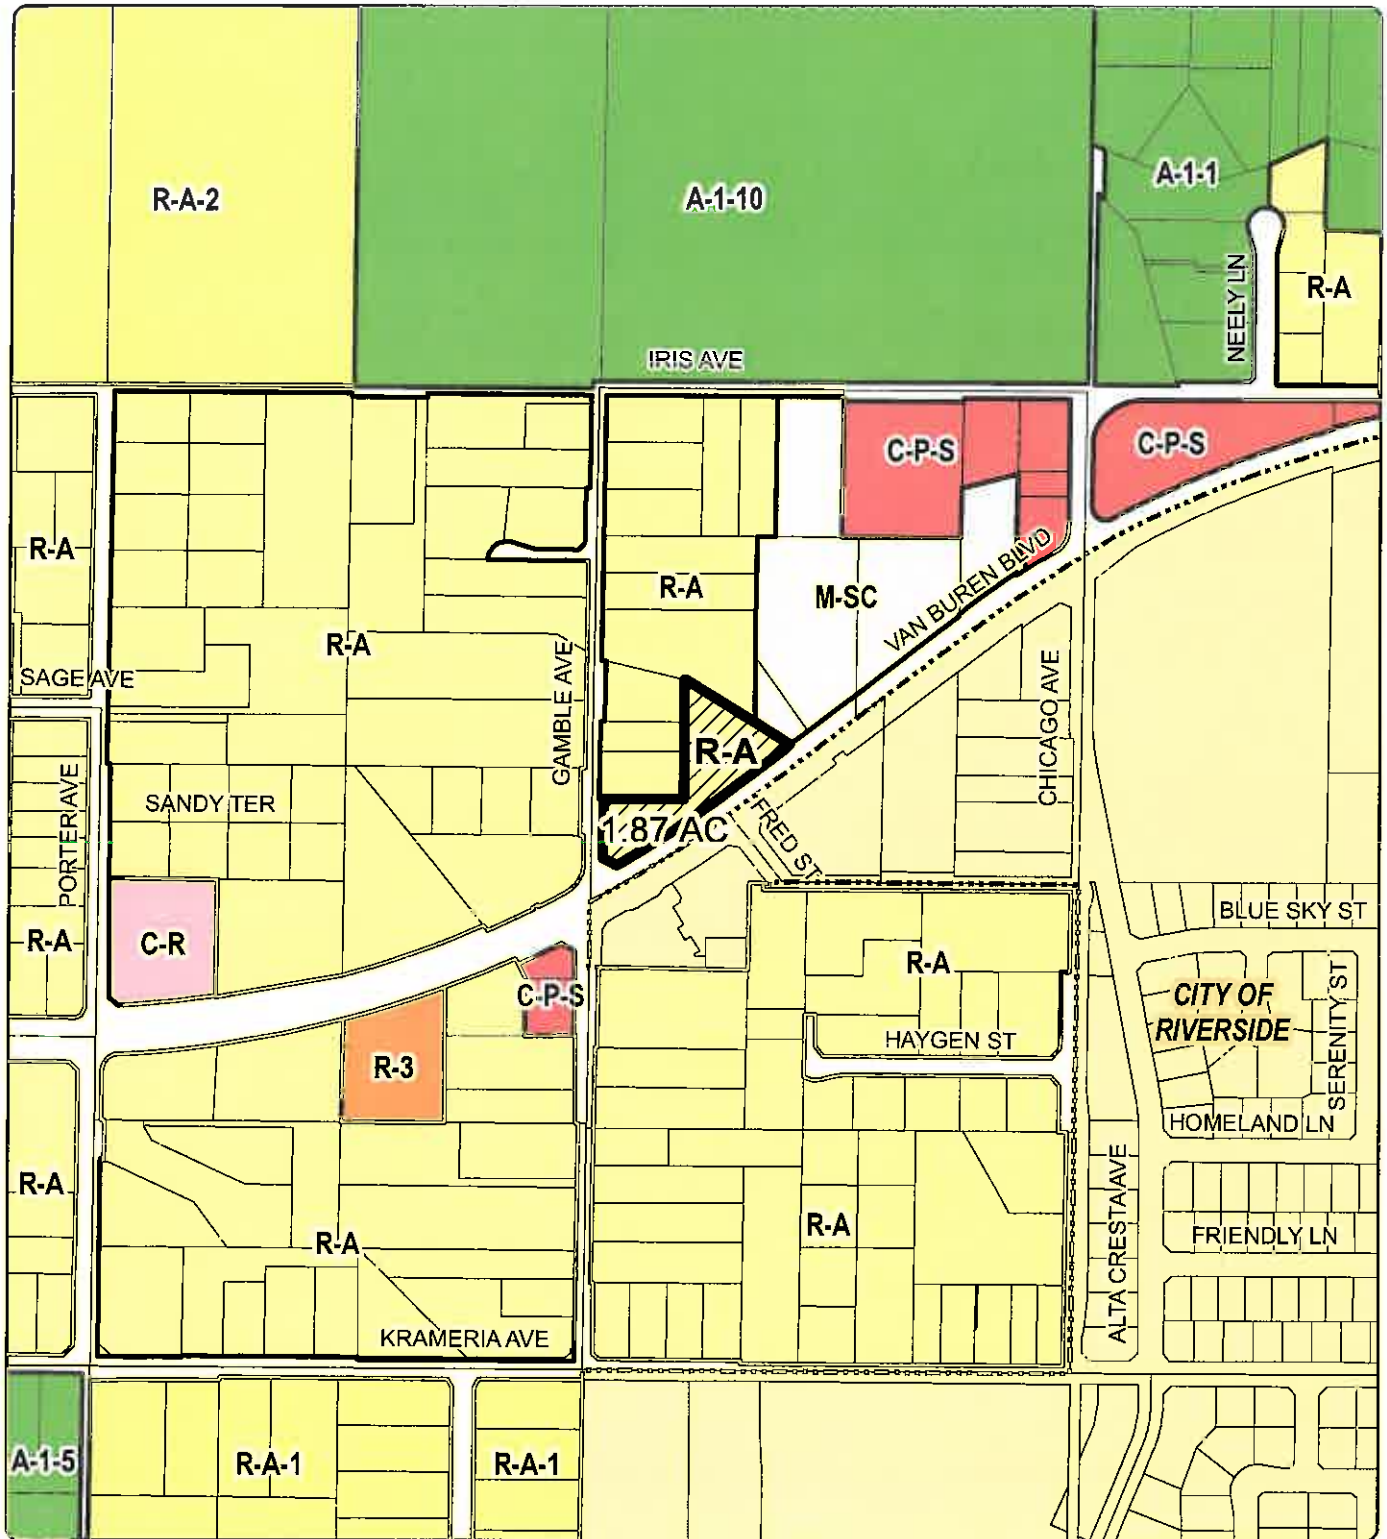 R-A-2
A-1-10
A-1-1
NEELY LN
R-A
IRIS AVE
C-P-S
C-P-S
R-A
R-A
M-SC
VAN BUREN BLVD
R-A
SAGE AVE
GAMBLE AVE
CHICAGO AVE
R-A
PORTER AVE
SANDY TER
1.87 AC
FRED ST
BLUE SKY ST
R-A
C-R
R-A
C-P-S
CITY OF
RIVERSIDE
SERENITY ST
HAYGEN ST
R-3
HOMELAND LN
R-A
ALTA CRESTA AVE
R-A
R-A
FRIENDLY LN
KRAMERIA AVE
A-1-5
R-A-1
R-A-1